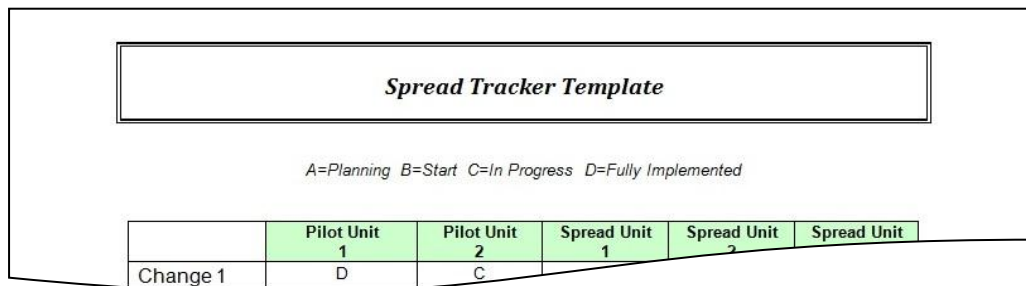 Spread Tracker Template
A=Planning B=Start C=In Progress D=Fully Implemented
Pilot Unit Pilot Unit Spread Unit Spread Unit Spread Unit
1 2 1 2
Change 1 D C